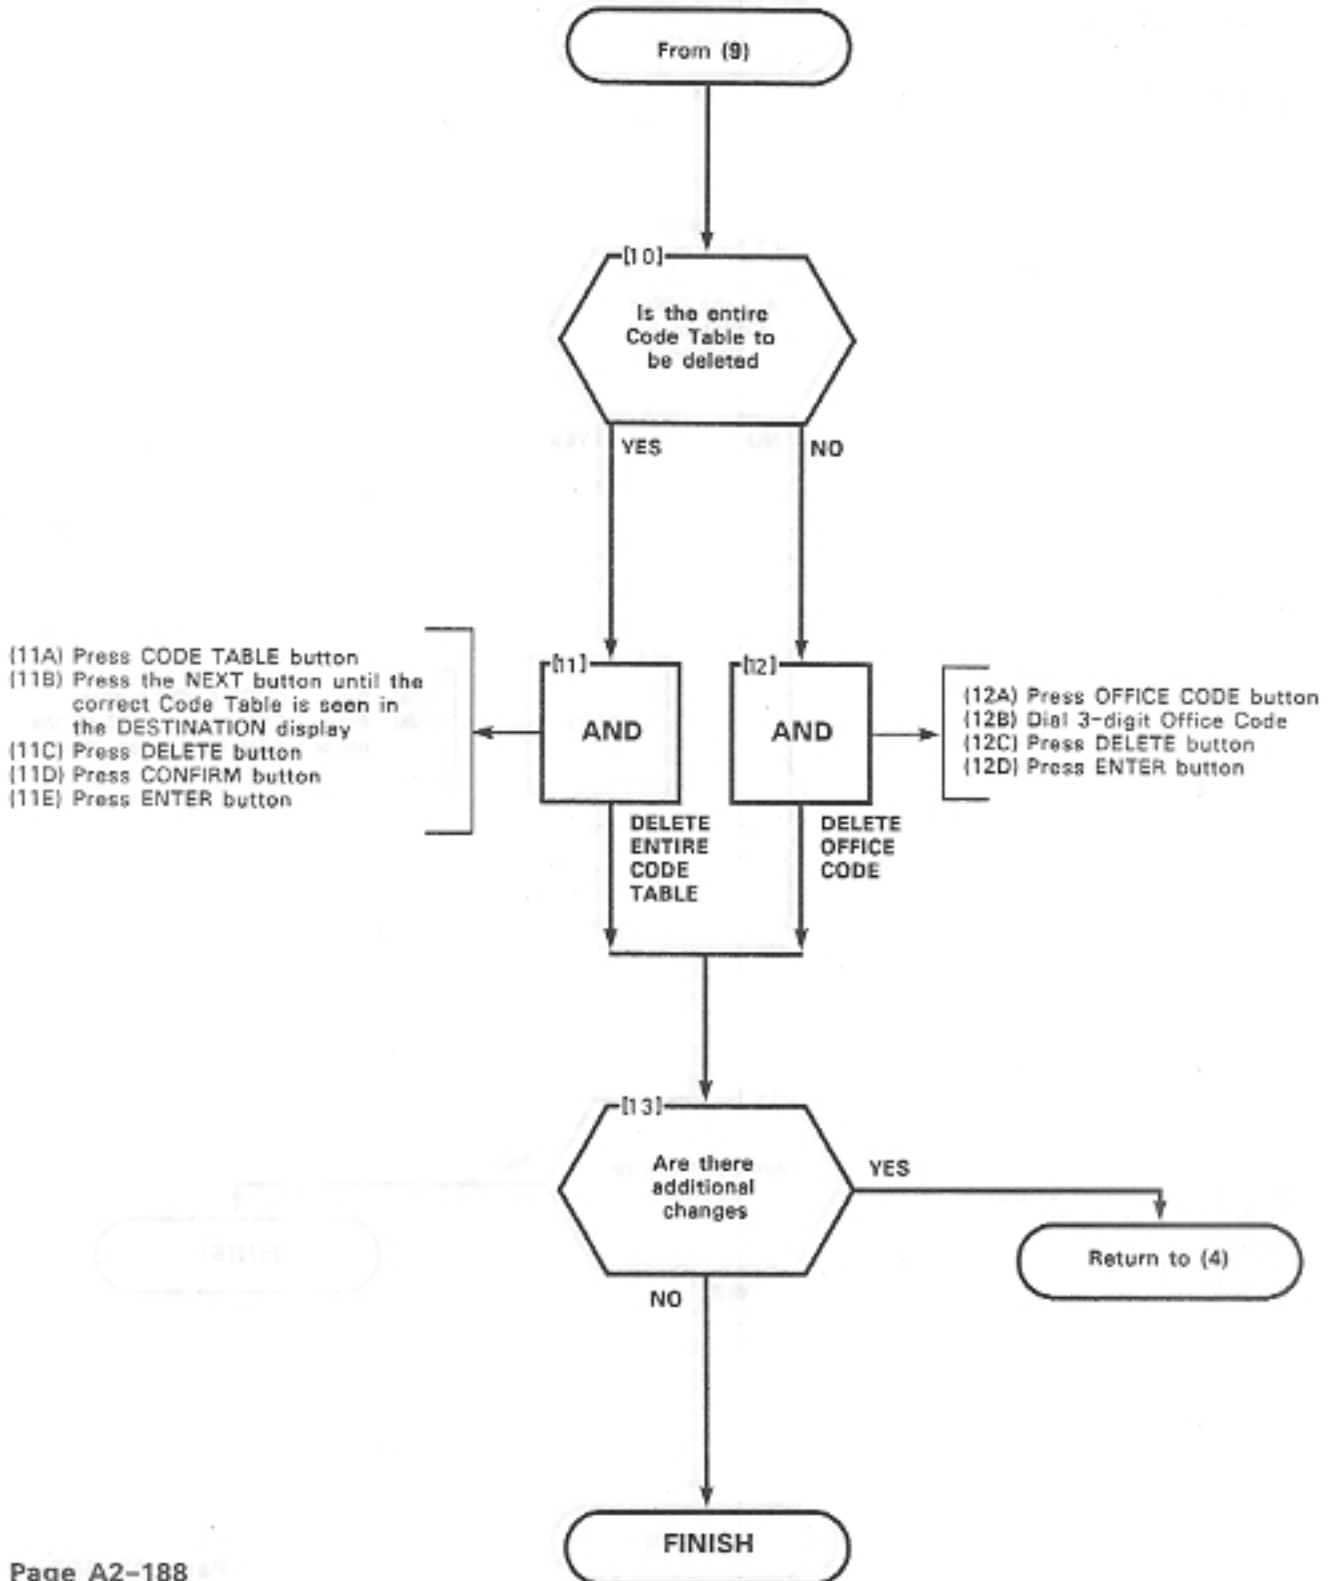 From (9)
[10]
Is the entire
Code Table to
be deleted
YES
NO
(11A) Press CODE TABLE button
(11B) Press the NEXT button until the
correct Code Table is seen in
the DESTINATION display
(11C) Press DELETE button
(11D) Press CONFIRM button
(11E) Press ENTER button
[11]
AND
DELETE
ENTIRE
CODE
TABLE
[12]
AND
DELETE
OFFICE
CODE
(12A) Press OFFICE CODE button
(12B) Dial 3-digit Office Code
(12C) Press DELETE button
(12D) Press ENTER button
[13]
Are there
additional
changes
YES
Return to (4)
NO
FINISH
Page A2-188